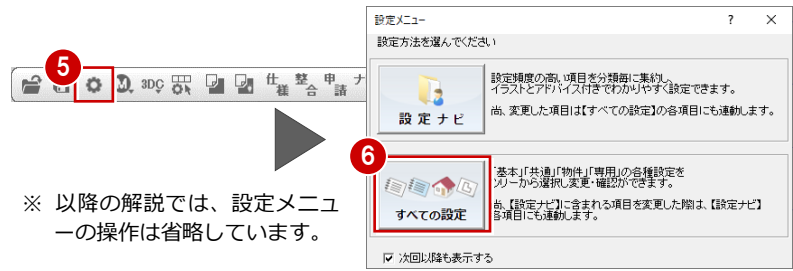 5
3DC
仕様
整合
申請
ナ
※ 以降の解説では、設定メニュ
ーの操作は省略しています。
設定メニュー
? ×
設定方法を選んでください
設定ナビ
設定頻度の高い項目を分類毎に集約し、
イラストとアドバイス付きでわかりやすく設定できます。
尚、変更した項目は【すべての設定】の各項目にも連動します。
6
すべての設定
「基本」「共通」「物件」「専用」の各種設定を
ツリーから選択し変更・確認ができます。
尚、【設定ナビ】に含まれる項目を変更した際は、【設定ナビ】
各項目にも連動します。
次回以降も表示する